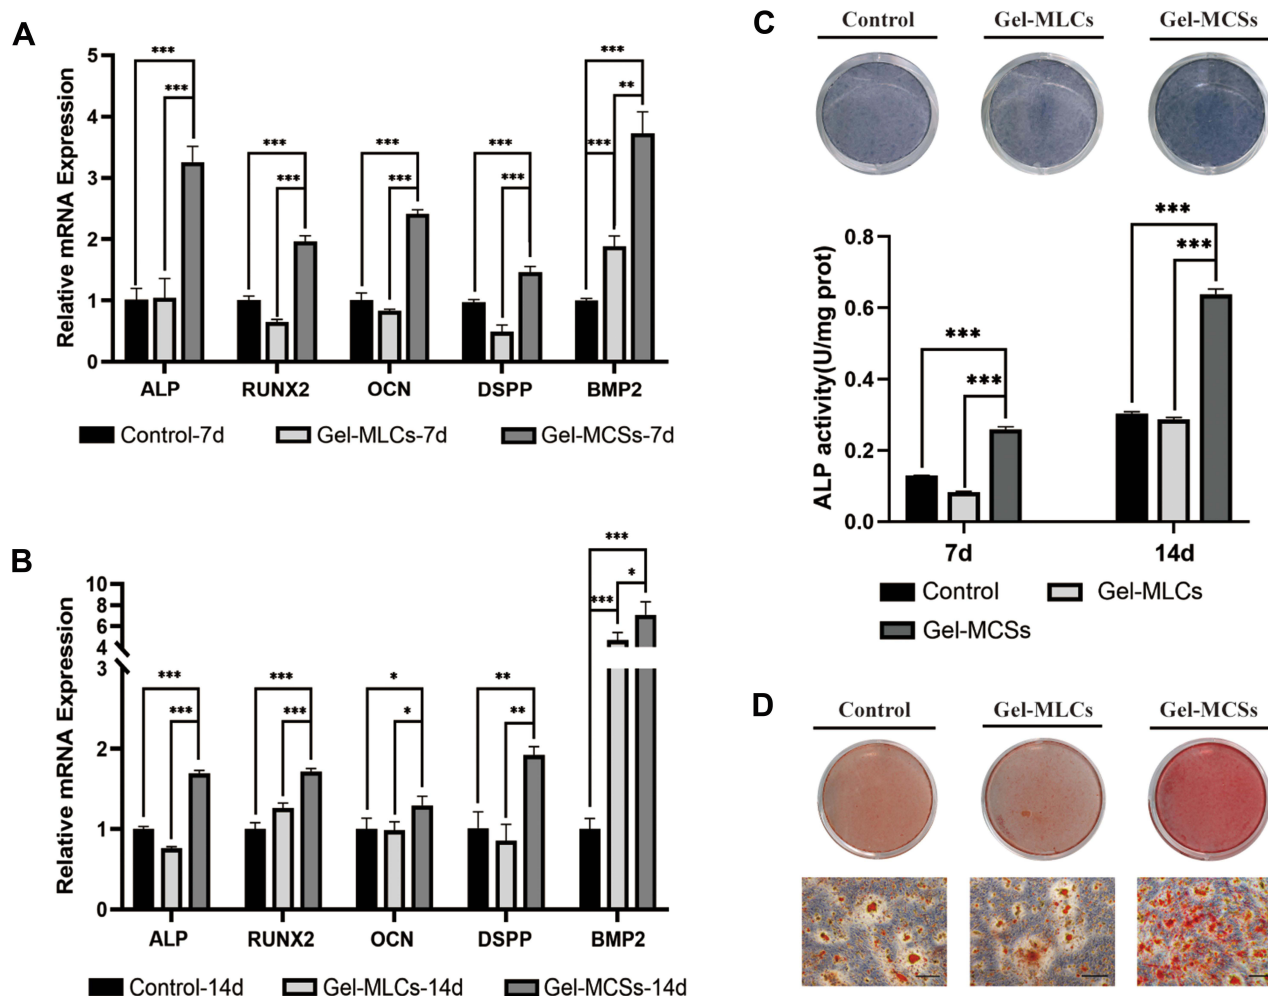 A
Relative mRNA Expression
5
4
3
2
1
0
***
***
***
***
***
***
***
***
***
**
***
ALP RUNX2 OCN DSPP BMP2
Control-7d Gel-MLCs-7d Gel-MCSs-7d
B
Relative mRNA Expression
10
8
6
4
3
2
1
0
***
***
***
***
*
*
**
**
***
*
***
ALP RUNX2 OCN DSPP BMP2
Control-14d Gel-MLCs-14d Gel-MCSs-14d
C
Control Gel-MLCs Gel-MCSs
ALP activity(U/mg prot)
0.8
0.6
0.4
0.2
0.0
***
***
***
***
7d 14d
Control Gel-MLCs
Gel-MCSs
D
Control Gel-MLCs Gel-MCSs